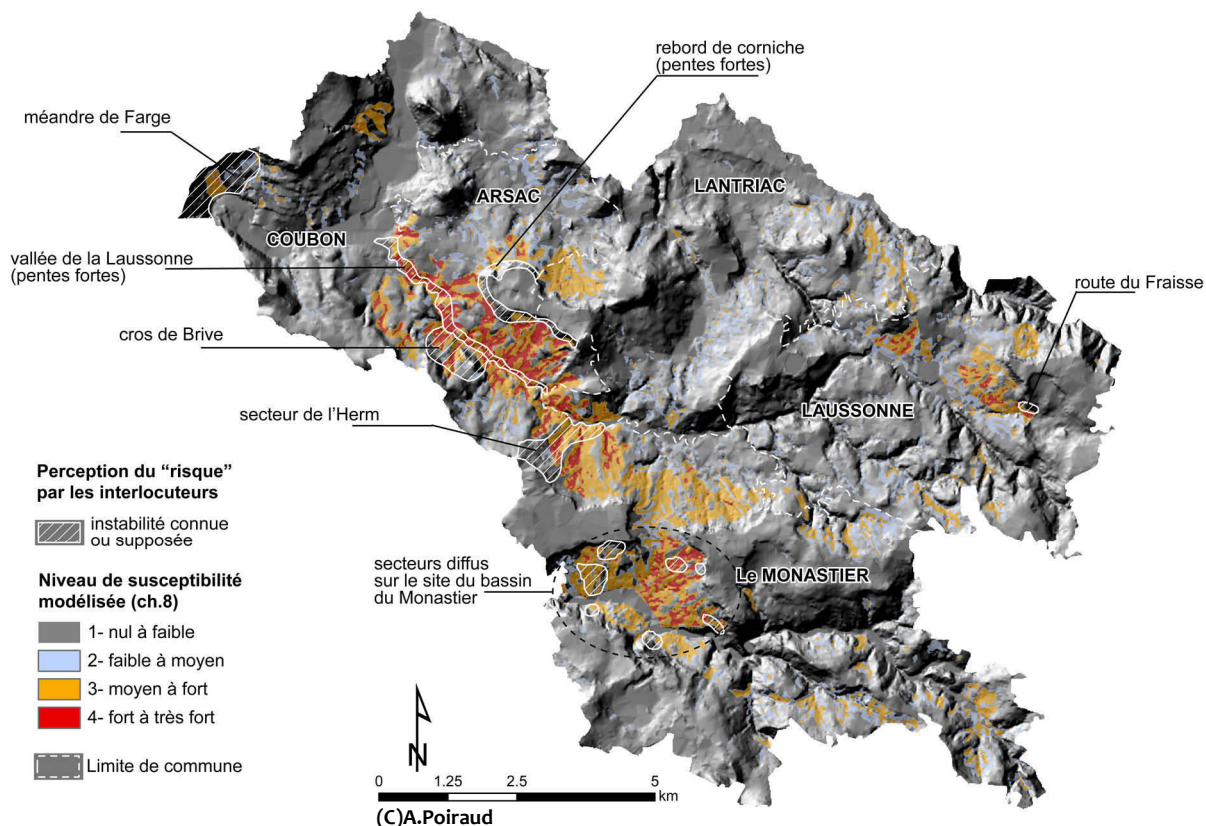 rebord de corniche
(pentes fortes)
méandre de Farge
LANTRIAC
ARSAC
COUBON
vallée de la Laussonne
(pentes fortes)
route du Fraisse
cros de Brive
LAUSSONNE
secteur de l'Herm
Perception du “risque”
par les interlocuteurs
instabilité connue
ou supposée
secteurs diffus
sur le site du bassin
du Monastier
Le MONASTIER
Niveau de susceptibilité
modélisée (ch.8)
1- nul à faible
2- faible à moyen
3- moyen à fort
4- fort à très fort
Limite de commune
N
0 1.25 2.5 5
km
(C)A.Poiraud